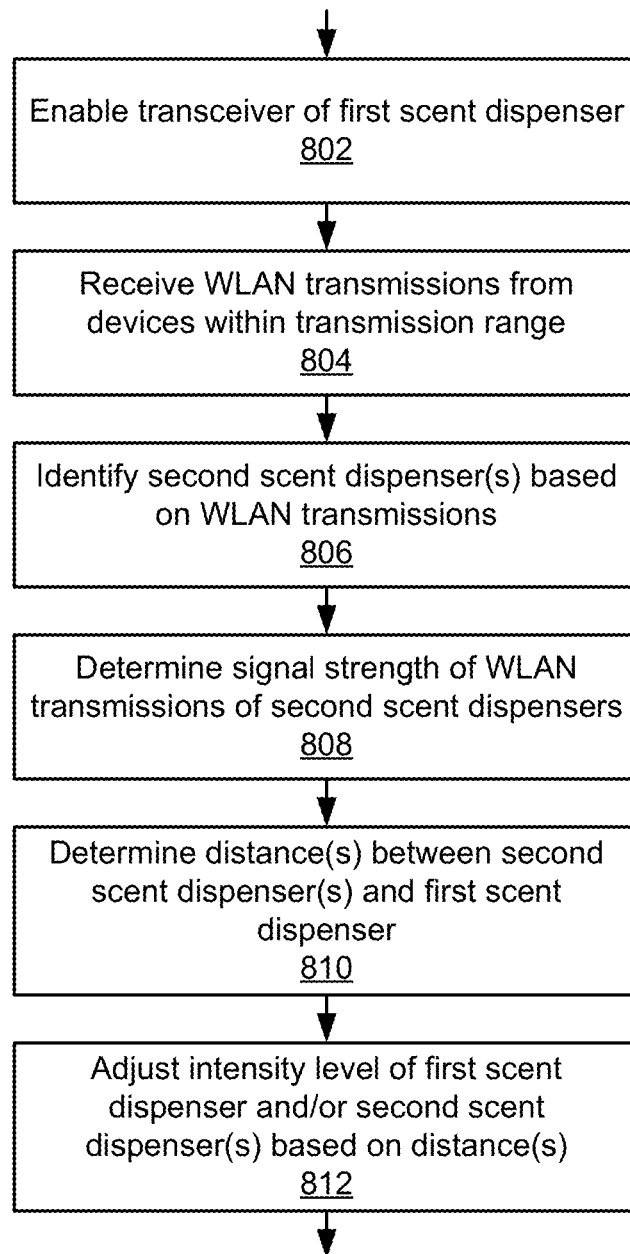 Enable transceiver of first scent dispenser
802
Receive WLAN transmissions from
devices within transmission range
804
Identify second scent dispenser(s) based
on WLAN transmissions
806
Determine signal strength of WLAN
transmissions of second scent dispensers
808
Determine distance(s) between second
scent dispenser(s) and first scent
dispenser
810
Adjust intensity level of first scent
dispenser and/or second scent
dispenser(s) based on distance(s)
812